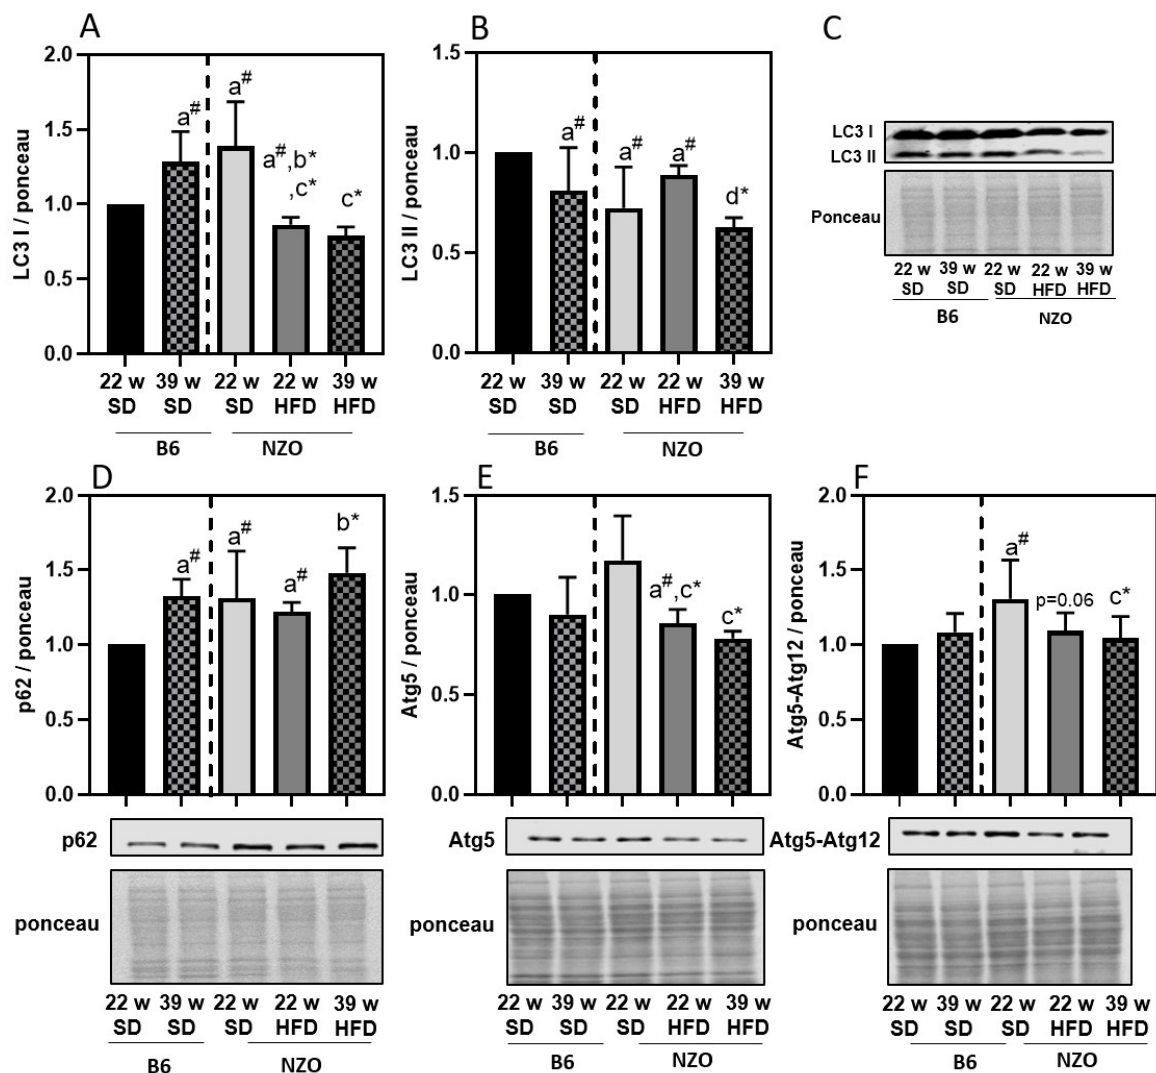 A
LC3 I / ponceau
2.0
1.5
1.0
0.5
0.0
a#
a#
a#,b*
,c*
c*
22 w 39 w 22 w 22 w 39 w
SD SD SD HFD HFD
B6 NZO
B
LC3 II / ponceau
1.5
1.0
0.5
0.0
a#
a#
a#
d*
22 w 39 w 22 w 22 w 39 w
SD SD SD HFD HFD
B6 NZO
C
LC3 I
LC3 II
Ponceau
22 w 39 w 22 w 22 w 39 w
SD SD SD HFD HFD
B6 NZO
D
p62 / ponceau
2.0
1.5
1.0
0.5
0.0
a#
a#
a#
b*
p62
ponceau
22 w 39 w 22 w 22 w 39 w
SD SD SD HFD HFD
B6 NZO
E
Atg5 / ponceau
1.5
1.0
0.5
0.0
a#,c*
c*
Atg5
ponceau
22 w 39 w 22 w 22 w 39 w
SD SD SD HFD HFD
B6 NZO
F
Atg5-Atg12 / ponceau
2.0
1.5
1.0
0.5
0.0
a#
p=0.06
c*
Atg5-Atg12
ponceau
22 w 39 w 22 w 22 w 39 w
SD SD SD HFD HFD
B6 NZO